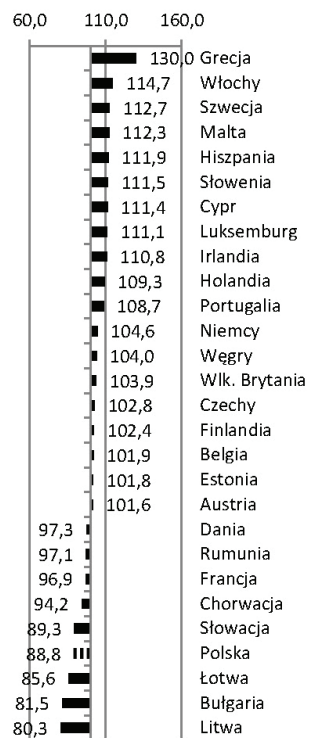 60,0 110,0 160,0
130,0 Grecja
114,7 Włochy
112,7 Szwecja
112,3 Malta
111,9 Hiszpania
111,5 Słowenia
111,4 Cypr
111,1 Luksemburg
110,8 Irlandia
109,3 Holandia
108,7 Portugalia
104,6 Niemcy
104,0 Węgry
103,9 Wlk. Brytania
102,8 Czechy
102,4 Finlandia
101,9 Belgia
101,8 Estonia
101,6 Austria
97,3 Dania
97,1 Rumunia
96,9 Francja
94,2 Chorwacja
89,3 Słowacja
88,8 Polska
85,6 Łotwa
81,5 Bułgaria
80,3 Litwa